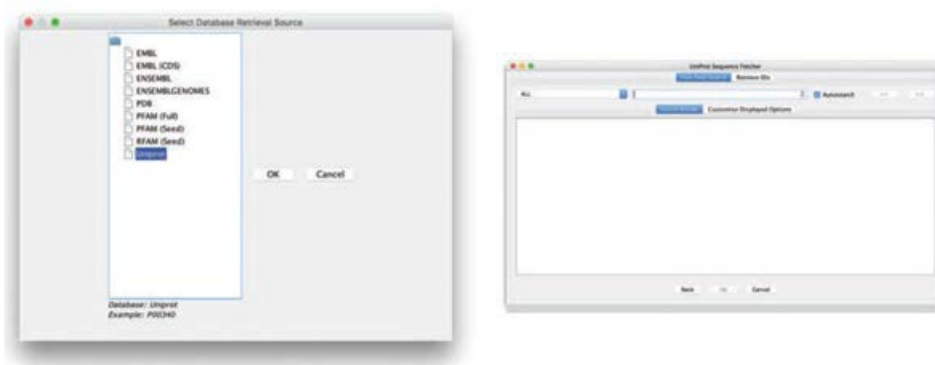 Select Database Retrieval Source
EMBL
EMBL (CDS)
ENSEMBL
ENSEMBLGENOMES
PDB
PFAM (Full)
PFAM (Seed)
RFAM (Seed)
Uniprot
OK Cancel
Database: Uniprot
Example: P00340
UniProt Sequence Fetcher
Retrieve IDs
ALL
Autosearch
Customise Displayed Options
Back
Cancel